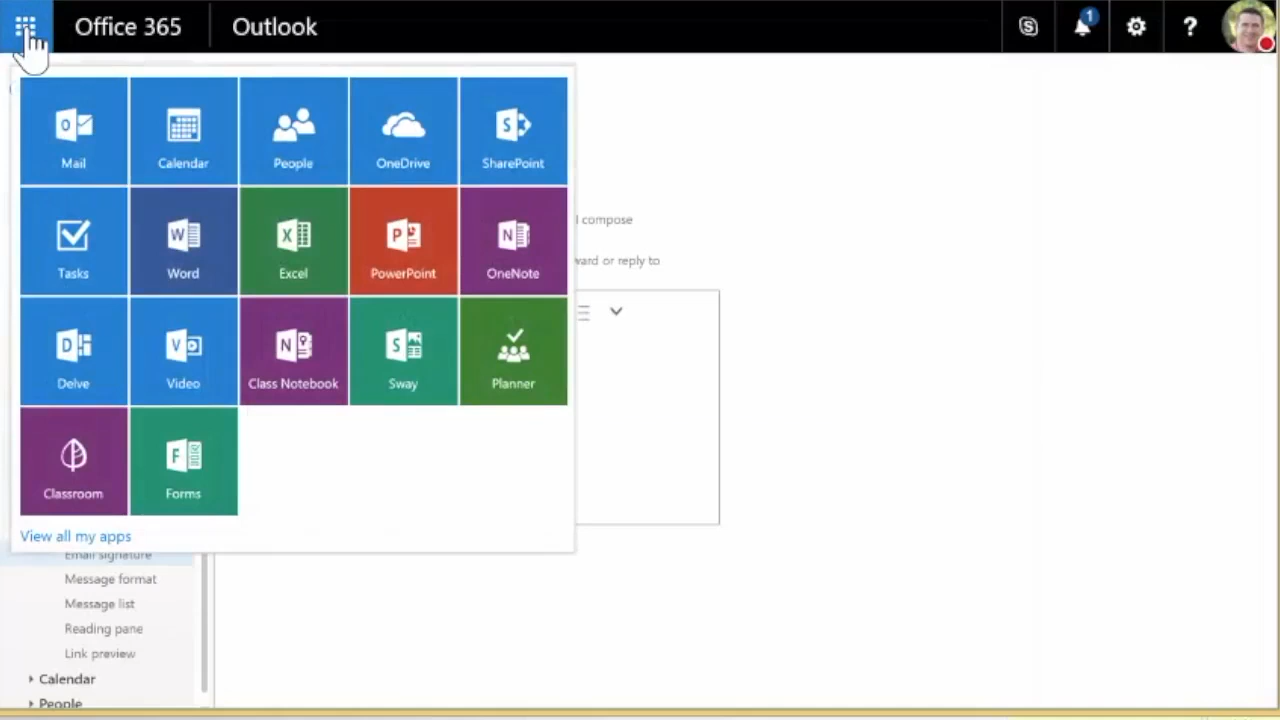 Office 365 Outlook 1 ?
Mail Calendar People OneDrive SharePoint
Tasks Word Excel PowerPoint OneNote
Delve Video Class Notebook Sway Planner
Classroom Forms
View all my apps
I compose
ward or reply to
Email signature
Message format
Message list
Reading pane
Link preview
Calendar
People